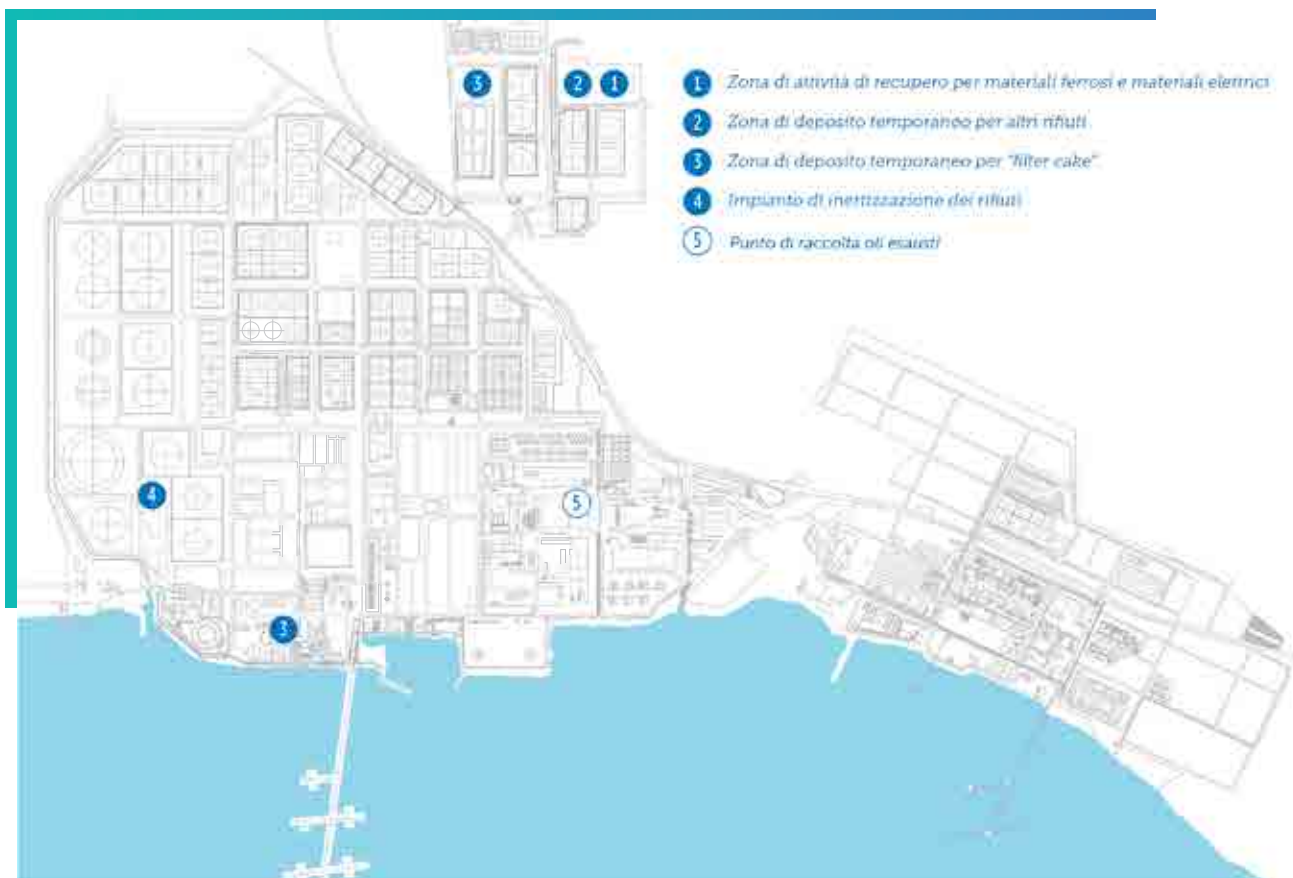 3 2 1
1 Zona di attività di recupero per materiali ferrosi e materiali elettrici
2 Zona di deposito temporaneo per altri rifiuti
3 Zona di deposito temporaneo per "filter cake"
4 Impianto di inertizzazione dei rifiuti
5 Punto di raccolta oli esausti
4
5
3